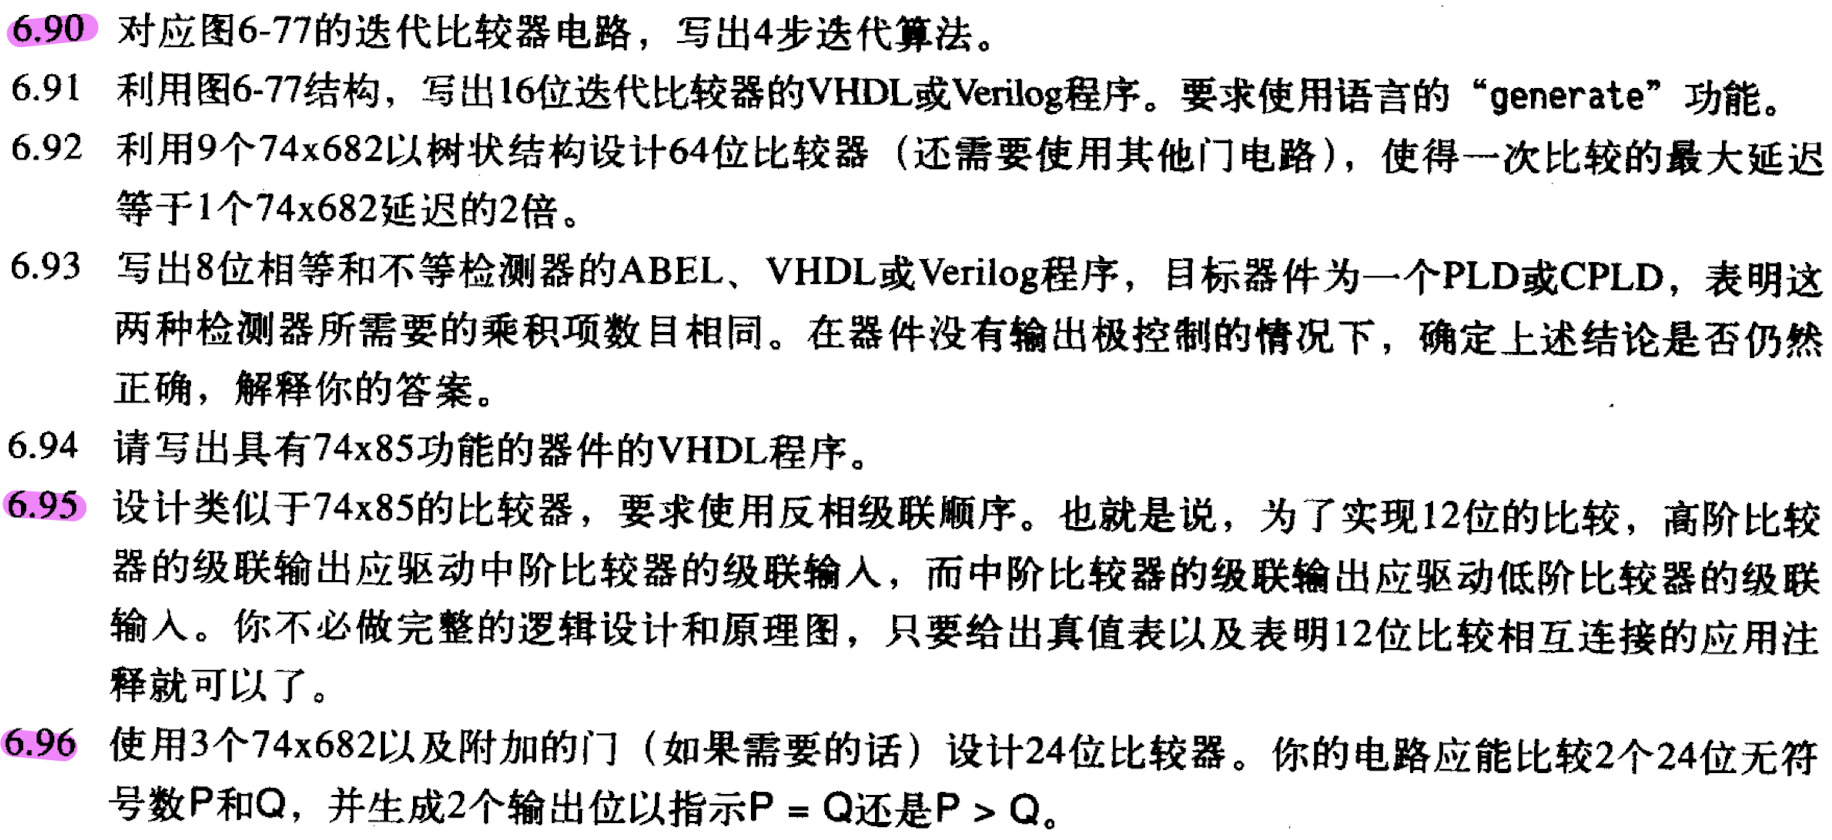 6.90 对应图6-77的迭代比较器电路，写出4步迭代算法。
6.91 利用图6-77结构，写出16位迭代比较器的VHDL或Verilog程序。要求使用语言的“generate”功能。
6.92 利用9个74x682以树状结构设计64位比较器（还需要使用其他门电路），使得一次比较的最大延迟
等于1个74x682延迟的2倍。
6.93 写出8位相等和不等检测器的ABEL、VHDL或Verilog程序，目标器件为一个PLD或CPLD，表明这
两种检测器所需要的乘积项数目相同。在器件没有输出极控制的情况下，确定上述结论是否仍然
正确，解释你的答案。
6.94 请写出具有74x85功能的器件的VHDL程序。
6.95 设计类似于74x85的比较器，要求使用反相级联顺序。也就是说，为了实现12位的比较，高阶比较
器的级联输出应驱动中阶比较器的级联输入，而中阶比较器的级联输出应驱动低阶比较器的级联
输入。你不必做完整的逻辑设计和原理图，只要给出真值表以及表明12位比较相互连接的应用注
释就可以了。
6.96 使用3个74x682以及附加的门（如果需要的话）设计24位比较器。你的电路应能比较2个24位无符
号数P和Q，并生成2个输出位以指示P = Q还是P > Q。